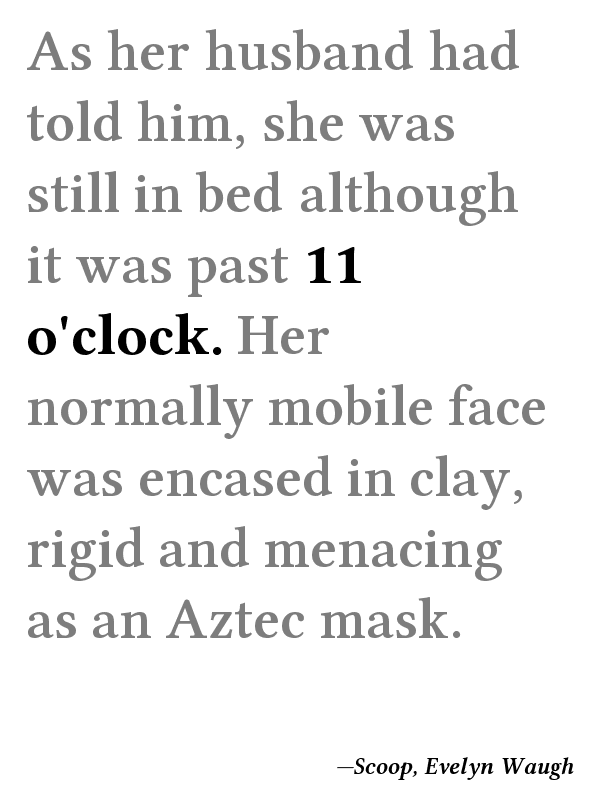 As her husband had
told him, she was
still in bed although
it was past 11
o'clock. Her
normally mobile face
was encased in clay,
rigid and menacing
as an Aztec mask.
—Scoop, Evelyn Waugh